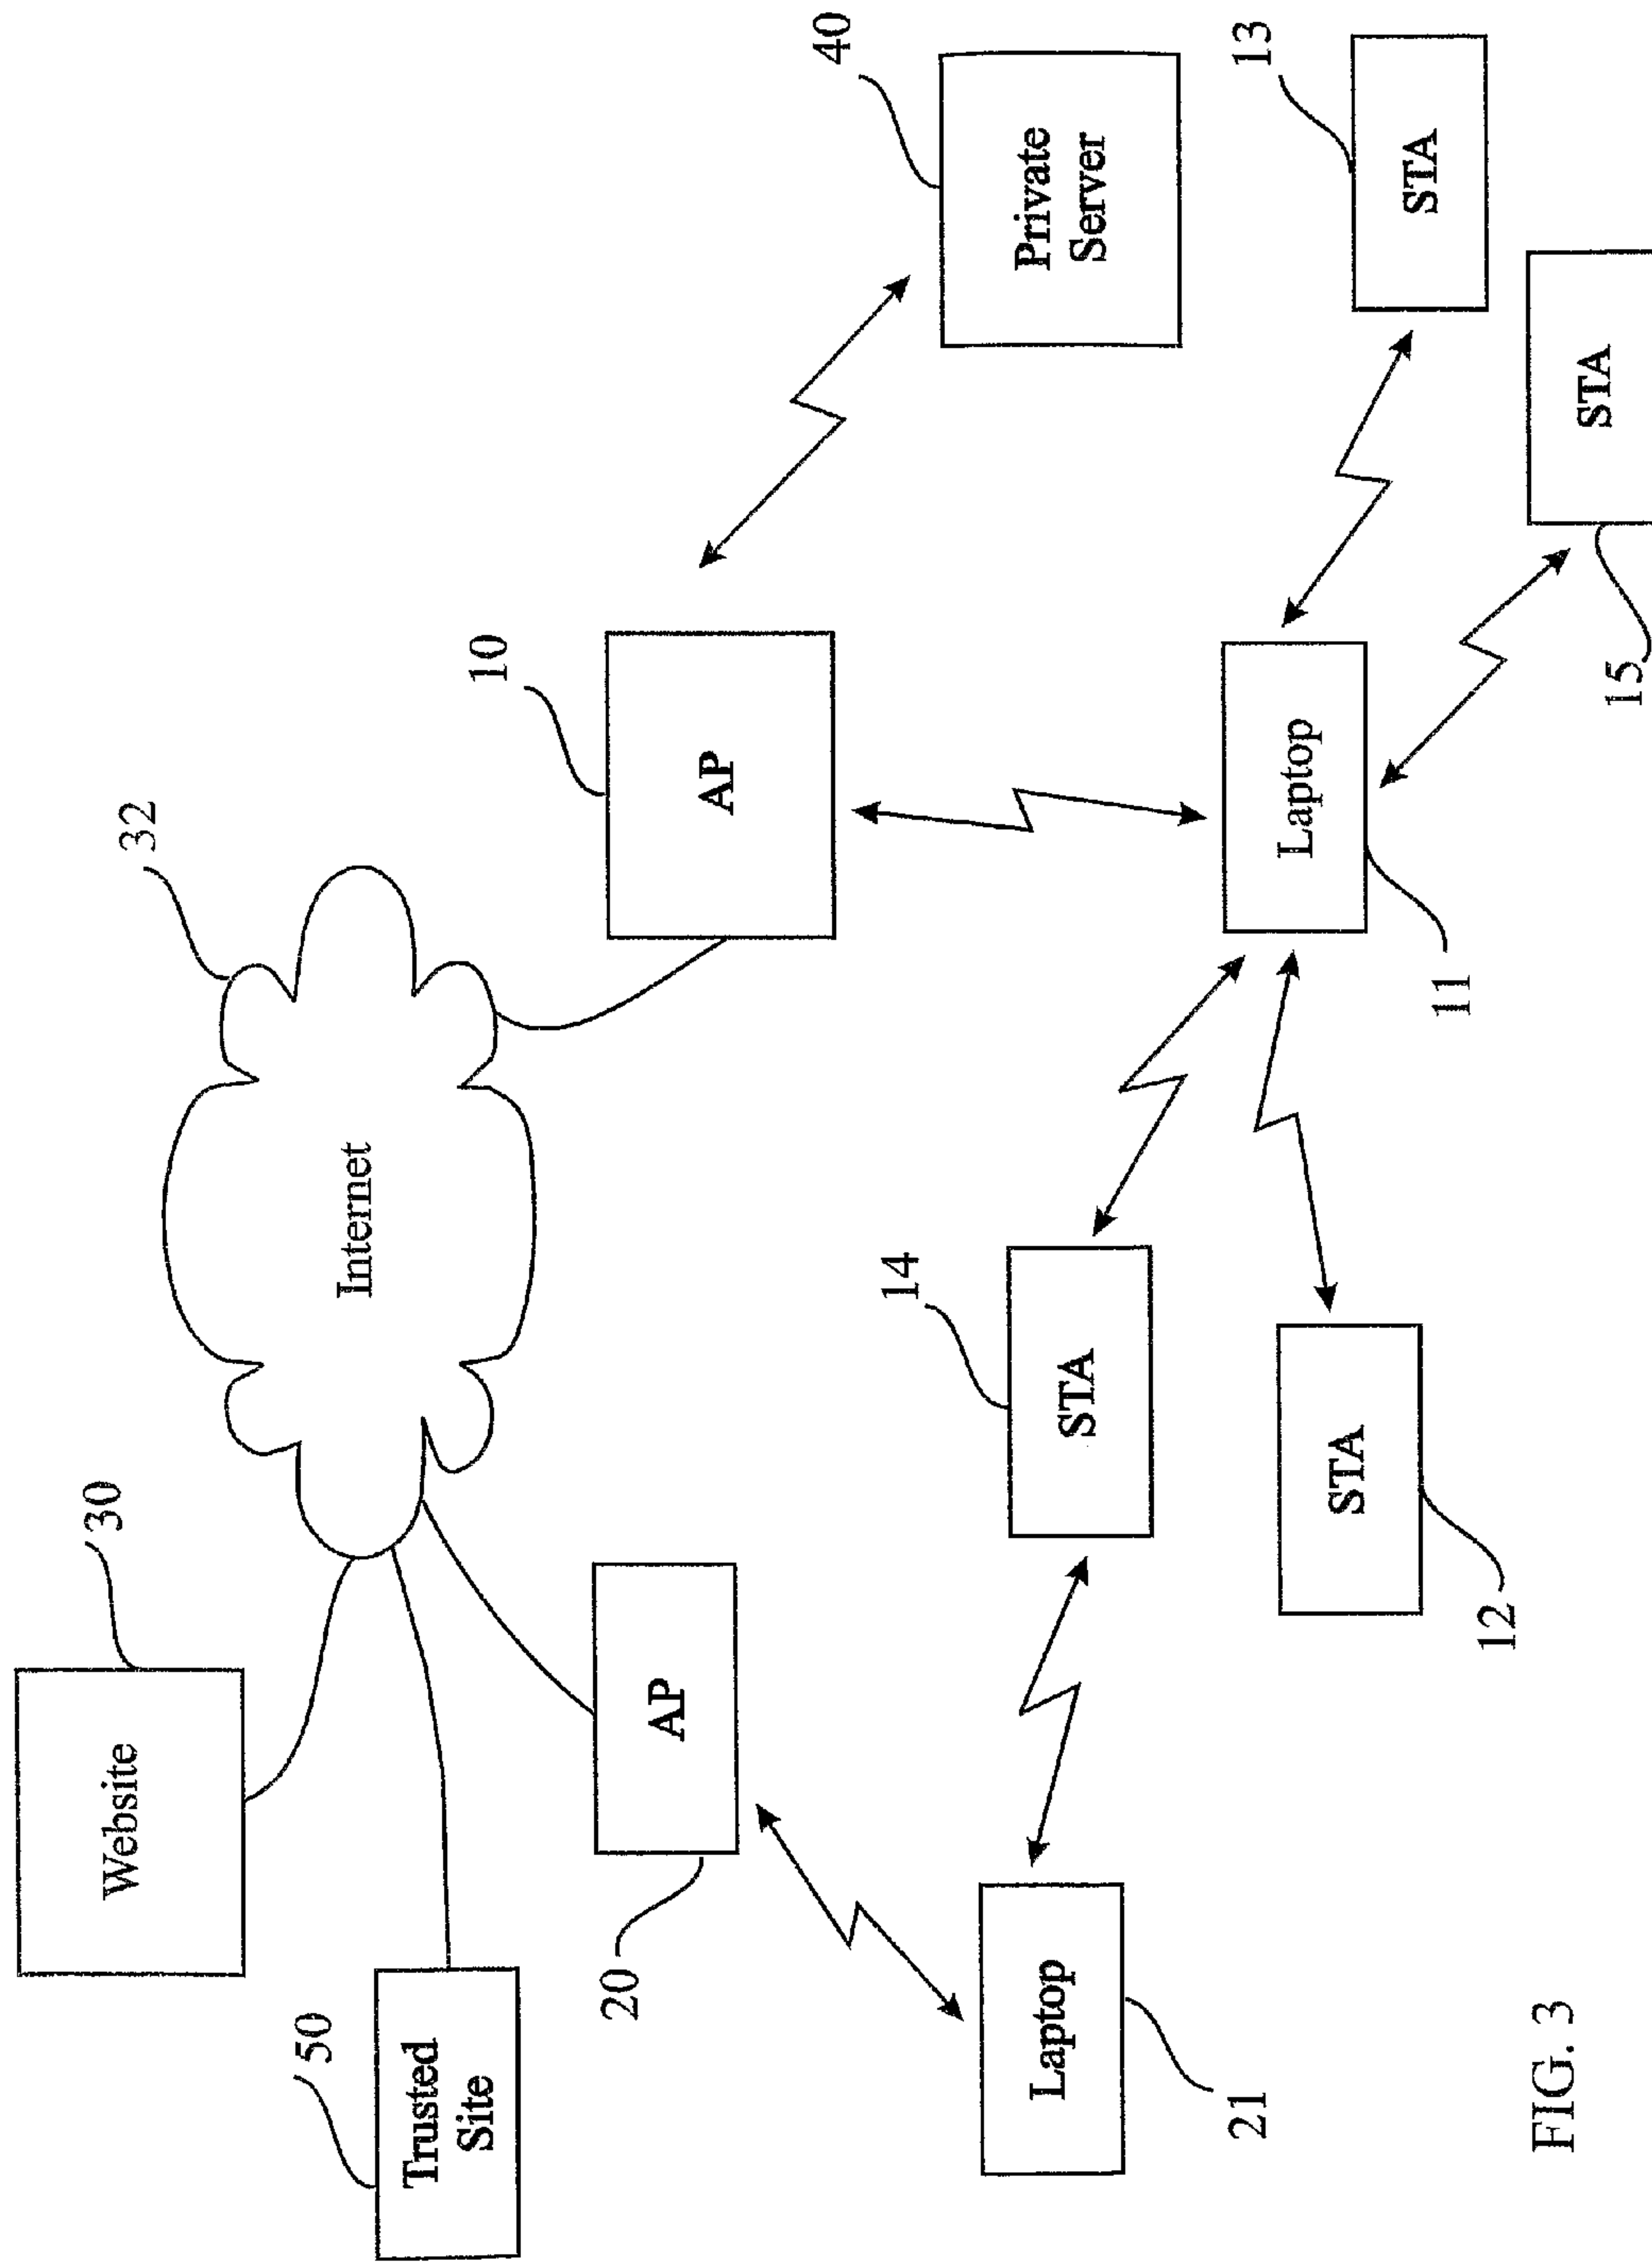 Website
30
Trusted
Site
50
Internet
32
AP
20
AP
10
Private
Server
40
Laptop
21
STA
14
STA
12
Laptop
11
STA
13
STA
15
FIG. 3